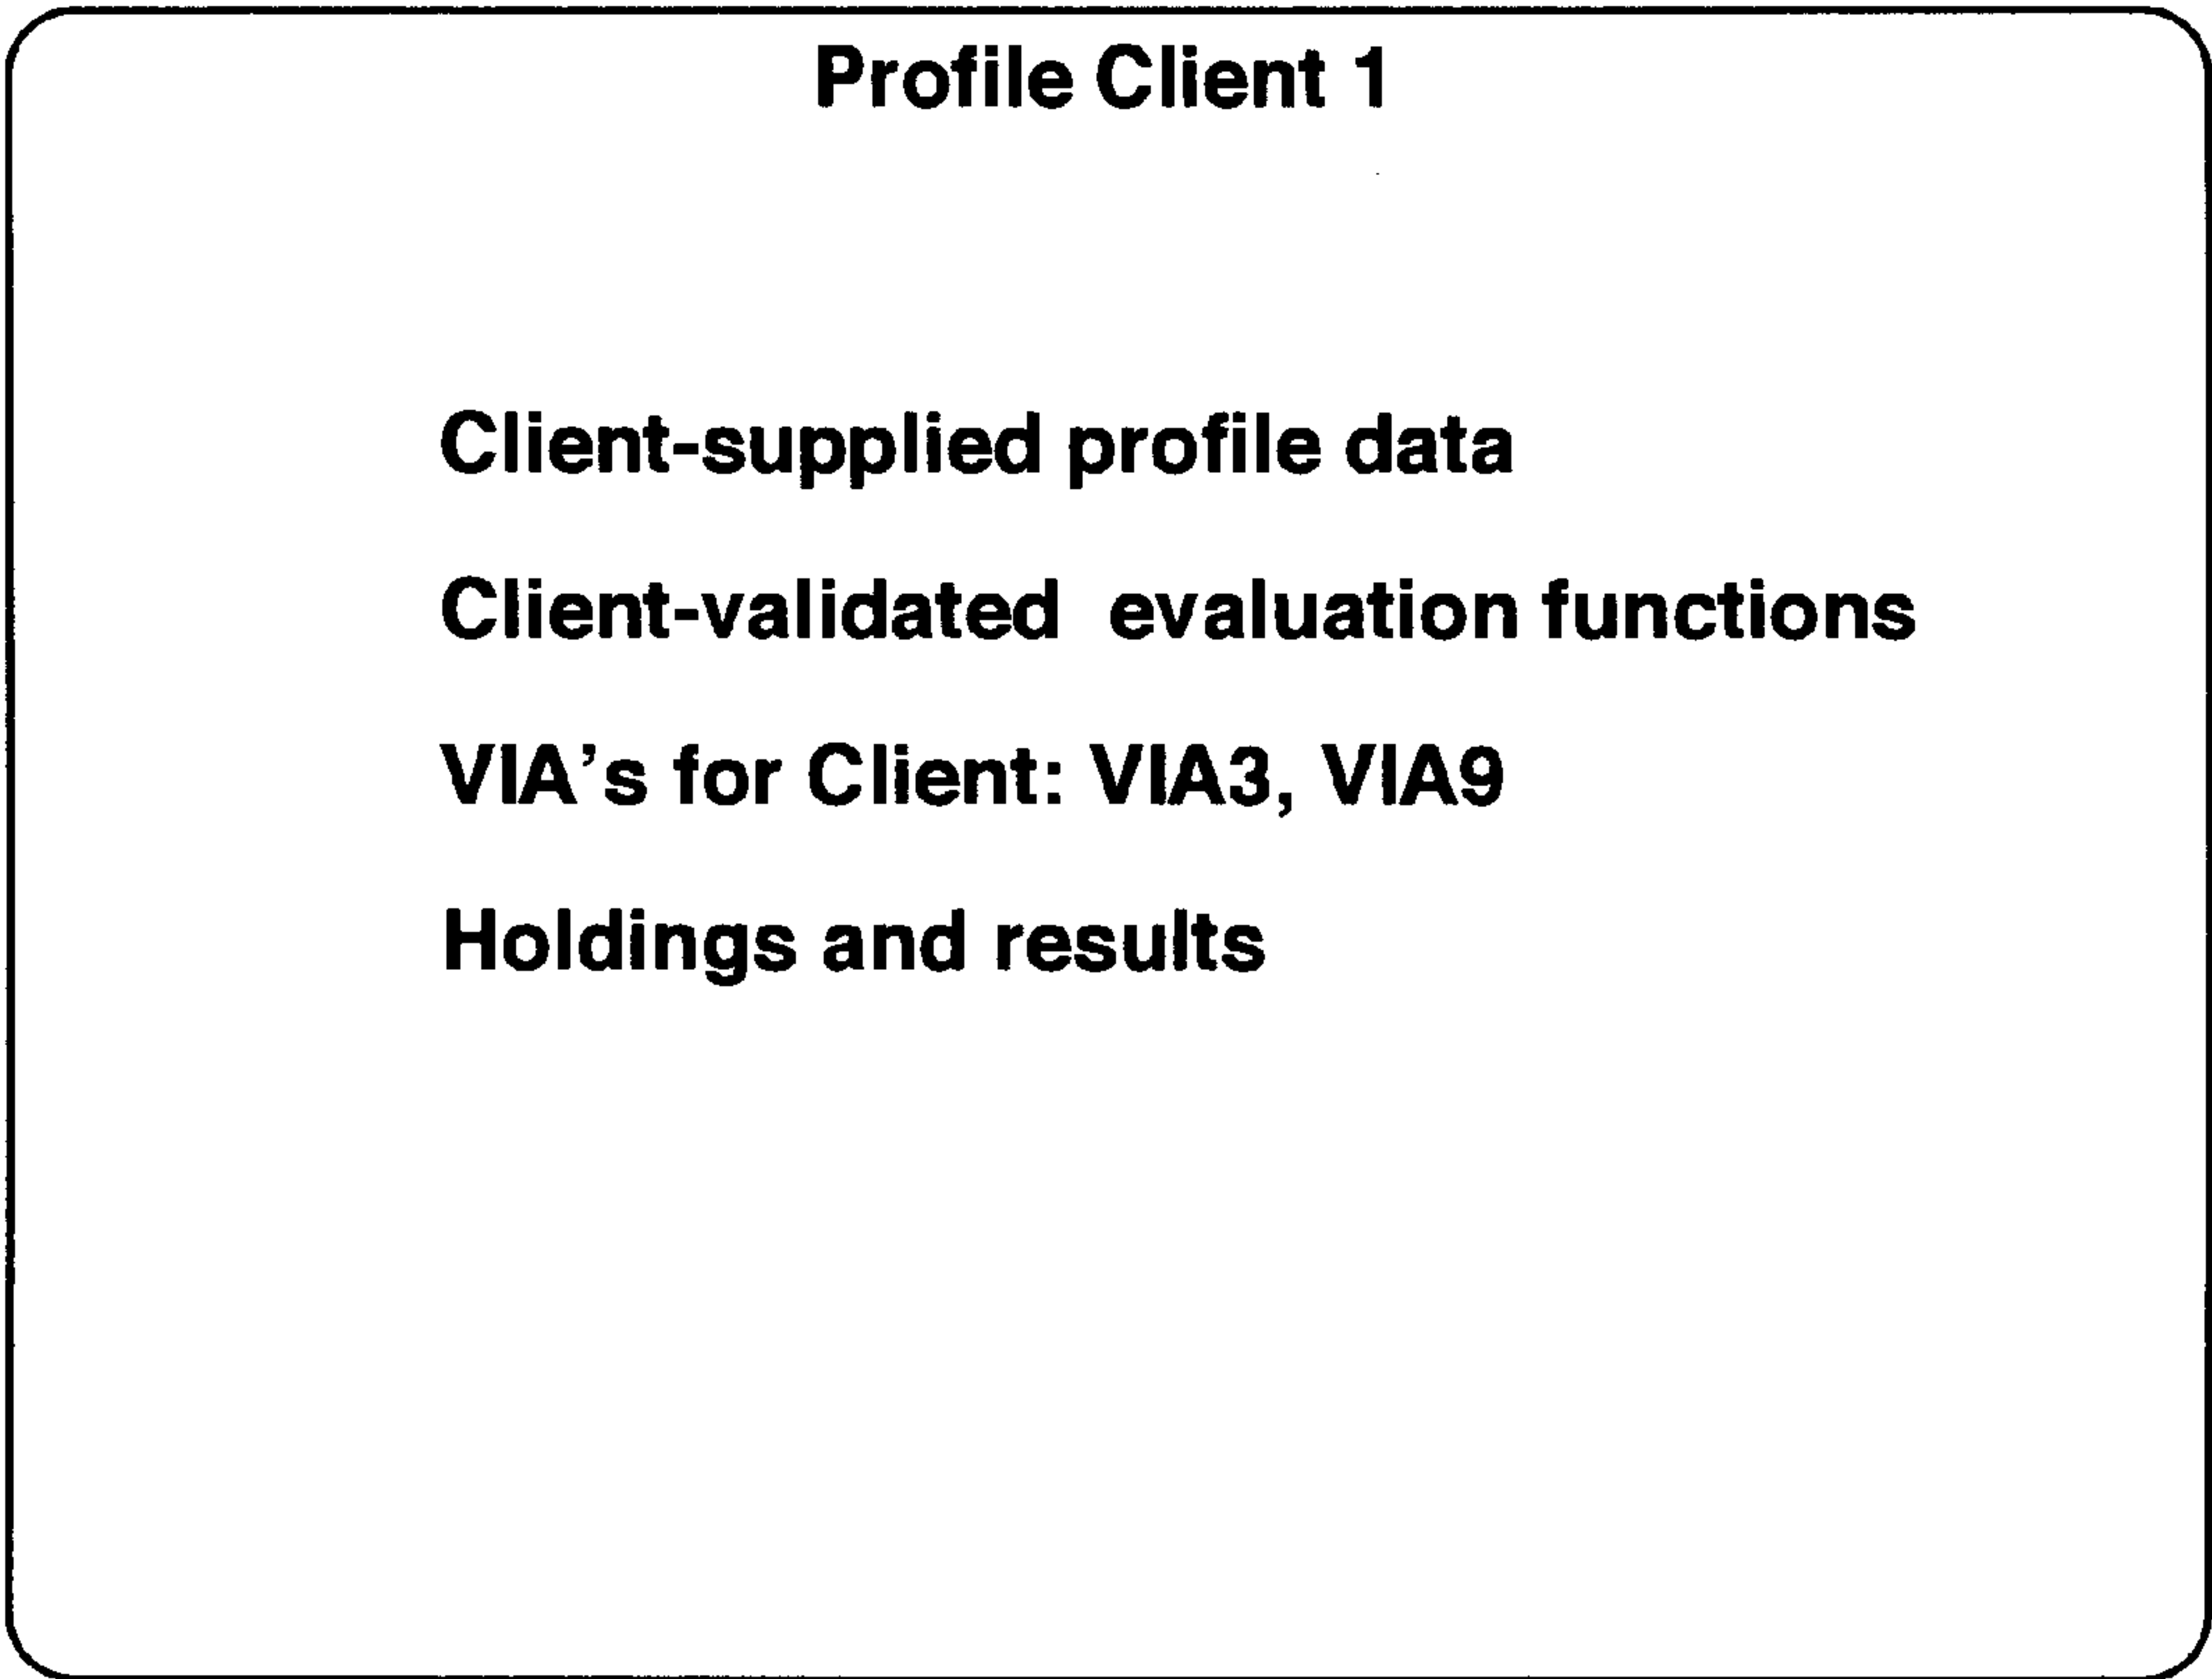 Profile Client 1
Client-supplied profile data
Client-validated evaluation functions
VIA's for Client: VIA3, VIA9
Holdings and results